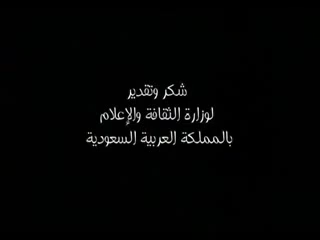 شكر وتقدير
لوزارة الثقافة والإعلام
بالمملكة العربية السعودية